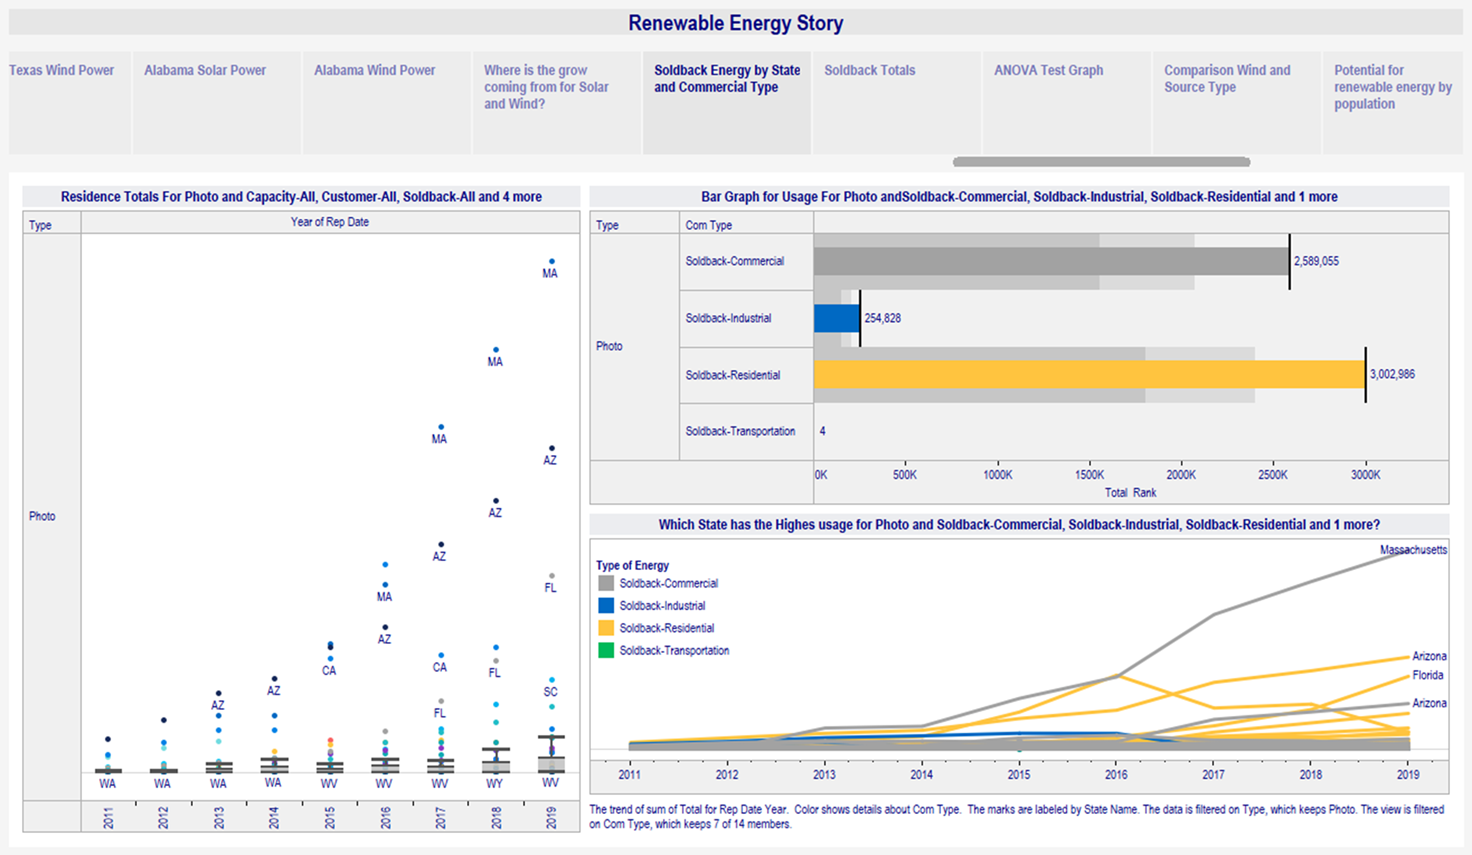 Renewable Energy Story
Texas Wind Power
Alabama Solar Power
Alabama Wind Power
Where is the grow
coming from for Solar
and Wind?
Soldback Energy by State
and Commercial Type
Soldback Totals
ANOVA Test Graph
Comparison Wind and
Source Type
Potential for
renewable energy by
population
Residence Totals For Photo and Capacity-All, Customer-All, Soldback-All and 4 more
Type
Year of Rep Date
Photo
MA
MA
MA
AZ
AZ
AZ
FL
MA
AZ
CA
CA
FL
AZ
AZ
SC
FL
WA
WA
WA
WA
WV
WV
WV
WY
WV
2011
2012
2013
2014
2015
2016
2017
2018
2019
Bar Graph for Usage For Photo andSoldback-Commercial, Soldback-Industrial, Soldback-Residential and 1 more
Type
Com Type
Photo
Soldback-Commercial
2,589,055
Soldback-Industrial
254,828
Soldback-Residential
3,002,986
Soldback-Transportation
4
0K
500K
1000K
1500K
2000K
2500K
3000K
Total Rank
Which State has the Highes usage for Photo and Soldback-Commercial, Soldback-Industrial, Soldback-Residential and 1 more?
Type of Energy
Soldback-Commercial
Soldback-Industrial
Soldback-Residential
Soldback-Transportation
Massachusetts
Arizona
Florida
Arizona
2011
2012
2013
2014
2015
2016
2017
2018
2019
The trend of sum of Total for Rep Date Year. Color shows details about Com Type. The marks are labeled by State Name. The data is filtered on Type, which keeps Photo. The view is filtered
on Com Type, which keeps 7 of 14 members.